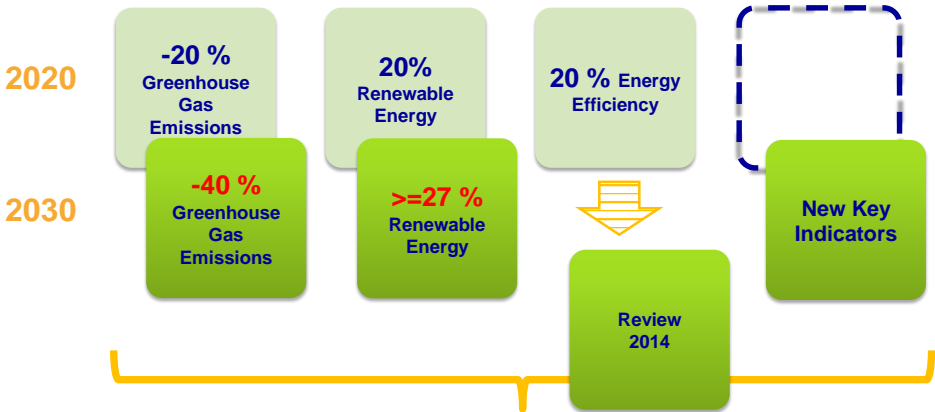 2020
-20 %
Greenhouse
Gas
Emissions
20%
Renewable
Energy
20 % Energy
Efficiency
2030
-40 %
Greenhouse
Gas
Emissions
>=27 %
Renewable
Energy
New Key
Indicators
Review
2014